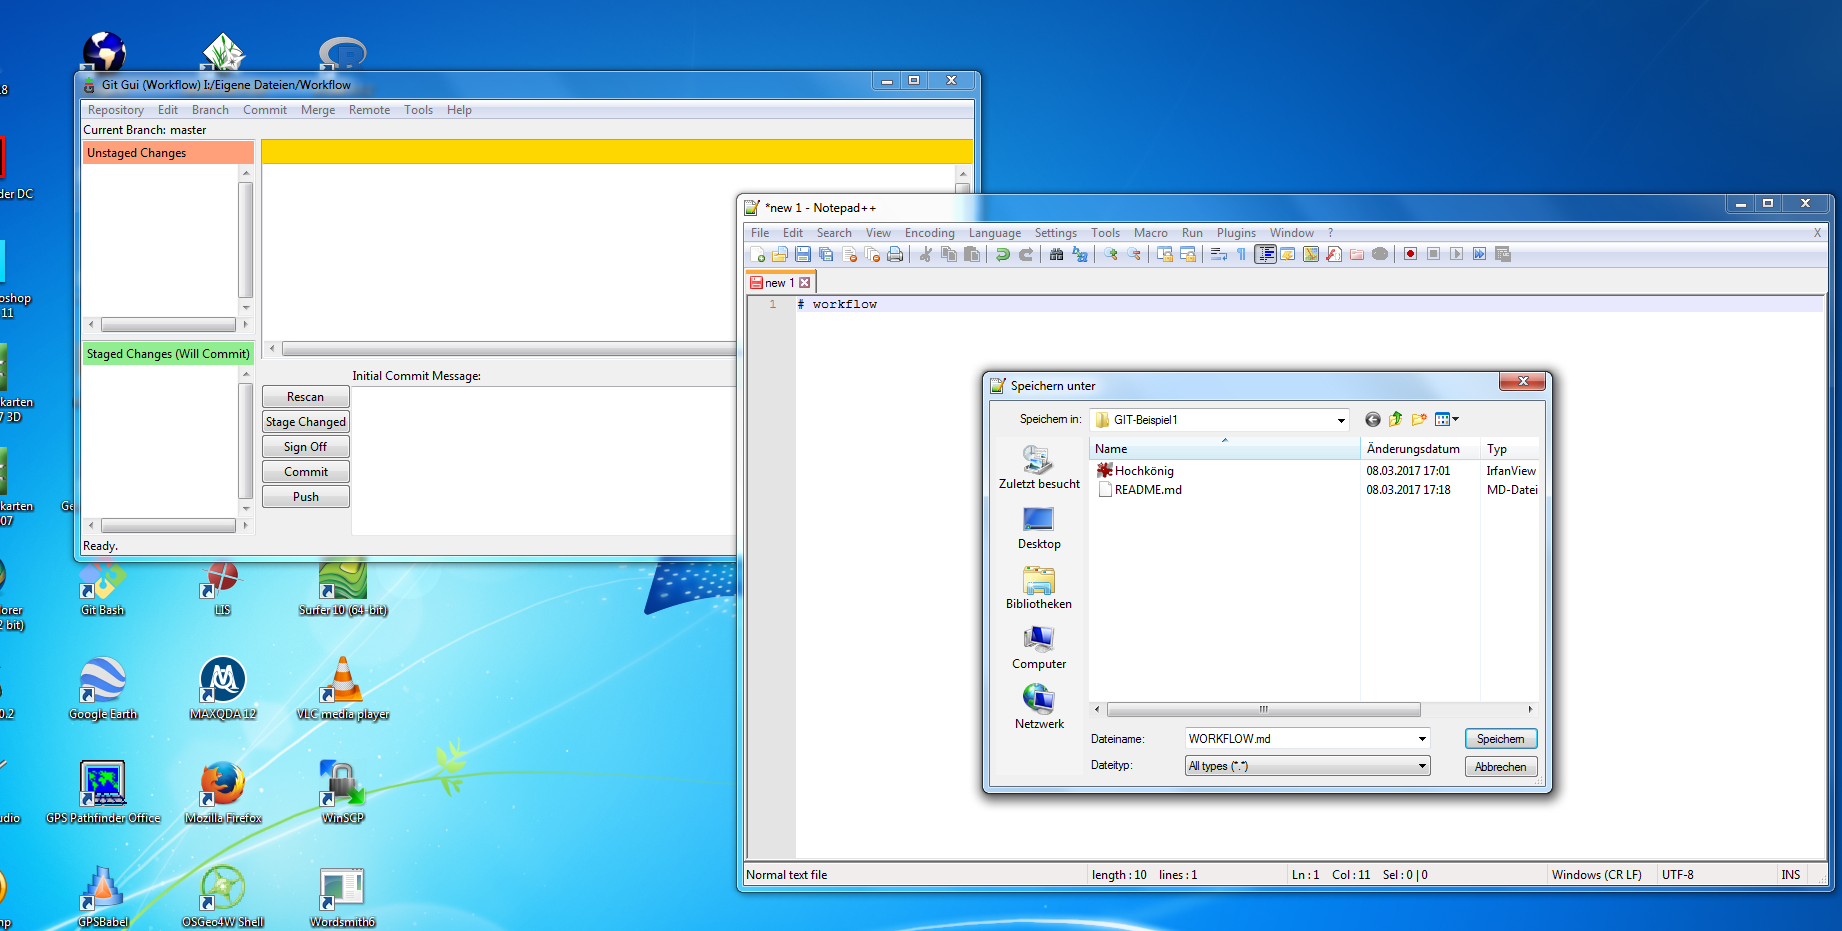 Git Gui (Workflow) I:/Eigene Dateien/Workflow
Repository Edit Branch Commit Merge Remote Tools Help
Current Branch: master
Unstaged Changes
Staged Changes (Will Commit)
Initial Commit Message:
Rescan
Stage Changed
Sign Off
Commit
Push
Ready.
*new 1 - Notepad++
File Edit Search View Encoding Language Settings Tools Macro Run Plugins Window ? X
new 1
1 # workflow
Speichern unter
Speichern in: GIT-Beispiel1
Name Änderungsdatum Typ
Hochkönig 08.03.2017 17:01 IrfanView
README.md 08.03.2017 17:18 MD-Datei
Zuletzt besucht
Desktop
Bibliotheken
Computer
Netzwerk
Dateiname: WORKFLOW.md Speichern
Dateityp: All types (*.*) Abbrechen
Normal text file length : 10 lines : 1 Ln : 1 Col : 11 Sel : 0 | 0 Windows (CR LF) UTF-8 INS
.8
der DC
oshop
11
karten
7 3D
karten
07
Ge
orer
2 bit)
Git Bash
LIS
Surfer 10 (64-bit)
0.2
Google Earth
MAXQDA 12
VLC media player
udio
GPS Pathfinder Office
Mozilla Firefox
WinSCP
mp
GPSBabel
OSGeo4W Shell
Wordsmith6